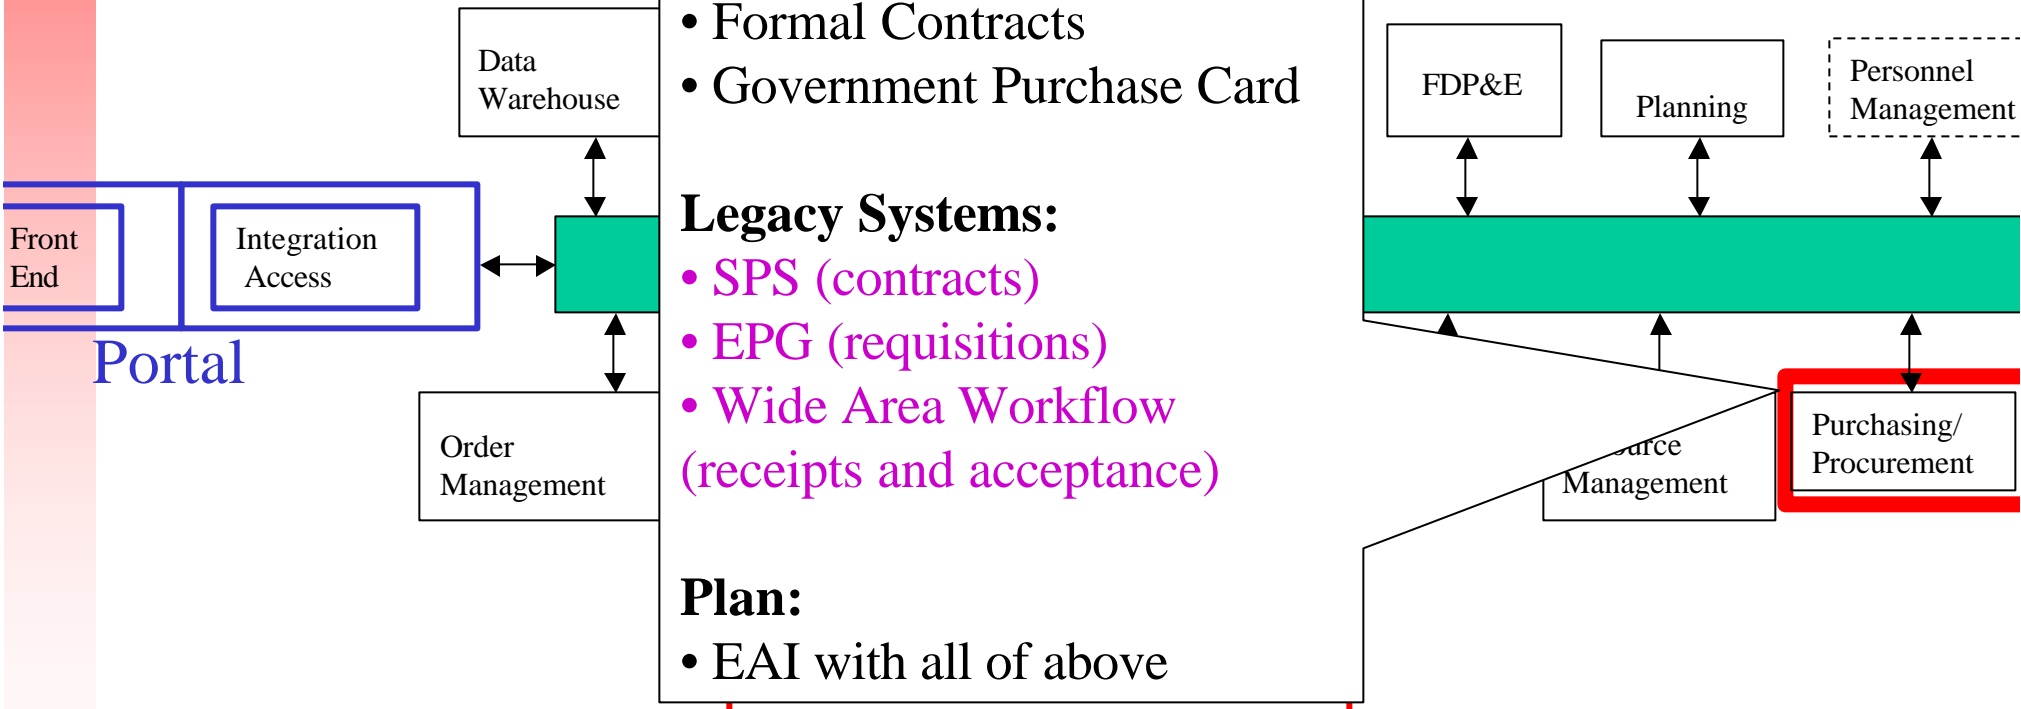 • Formal Contracts
• Government Purchase Card
Data
Warehouse
FDP&E
Planning
Personnel
Management
Front
End
Integration
Access
Portal
Legacy Systems:
• SPS (contracts)
• EPG (requisitions)
• Wide Area Workflow
(receipts and acceptance)
Order
Management
Management
Purchasing/
Procurement
Plan:
• EAI with all of above